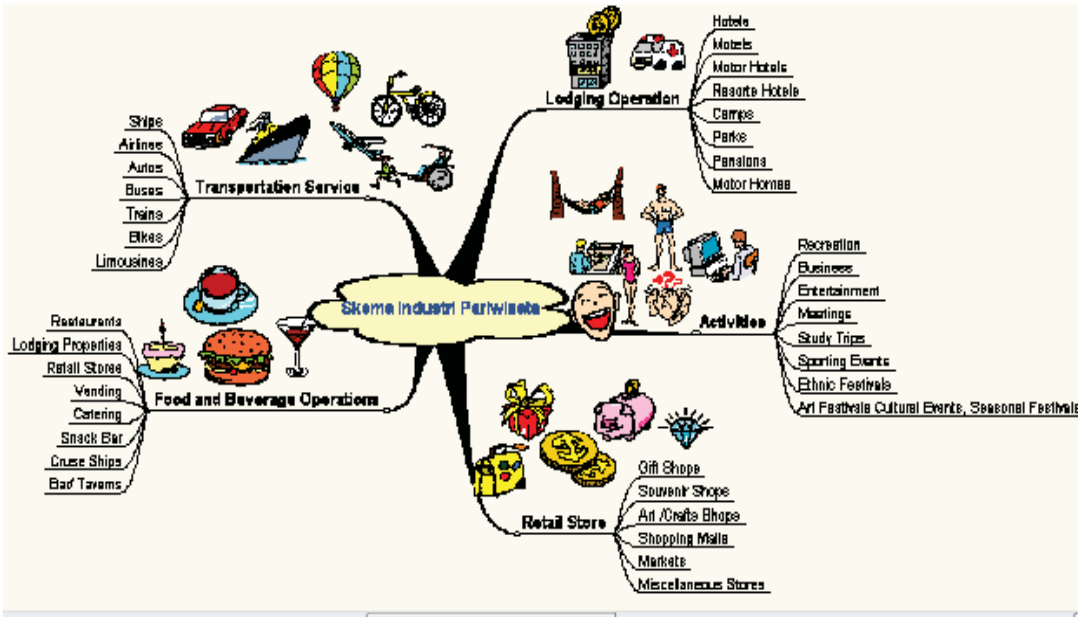 Skema Industri Pariwisata
Lodging Operation
Hotels
Motels
Motor Hotels
Resorts Hotels
Camps
Parks
Pensions
Motor Homes
Transportation Service
Ships
Airlines
Autos
Buses
Trains
Bikes
Limousines
Activities
Recreation
Business
Entertainment
Meetings
Study Trips
Sporting Events
Ethnic Festivals
Art Festivals Cultural Events, Seasonal Festivals
Food and Beverage Operations
Restaurants
Lodging Properties
Retail Stores
Vending
Catering
Snack Bar
Cruse Ships
Bar/ Taverns
Retail Store
Gift Shops
Souvenir Shops
Art /Crafts Shops
Shopping Malls
Markets
Miscellaneous Stores